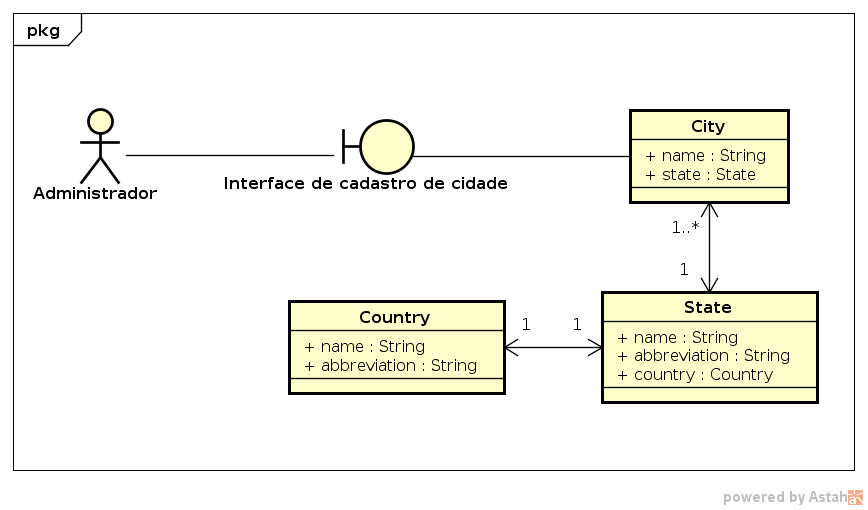 pkg
Administrador
Interface de cadastro de cidade
City
+ name : String
+ state : State
1..*
1
State
+ name : String
+ abbreviation : String
+ country : Country
1
1
Country
+ name : String
+ abbreviation : String
powered by Astah